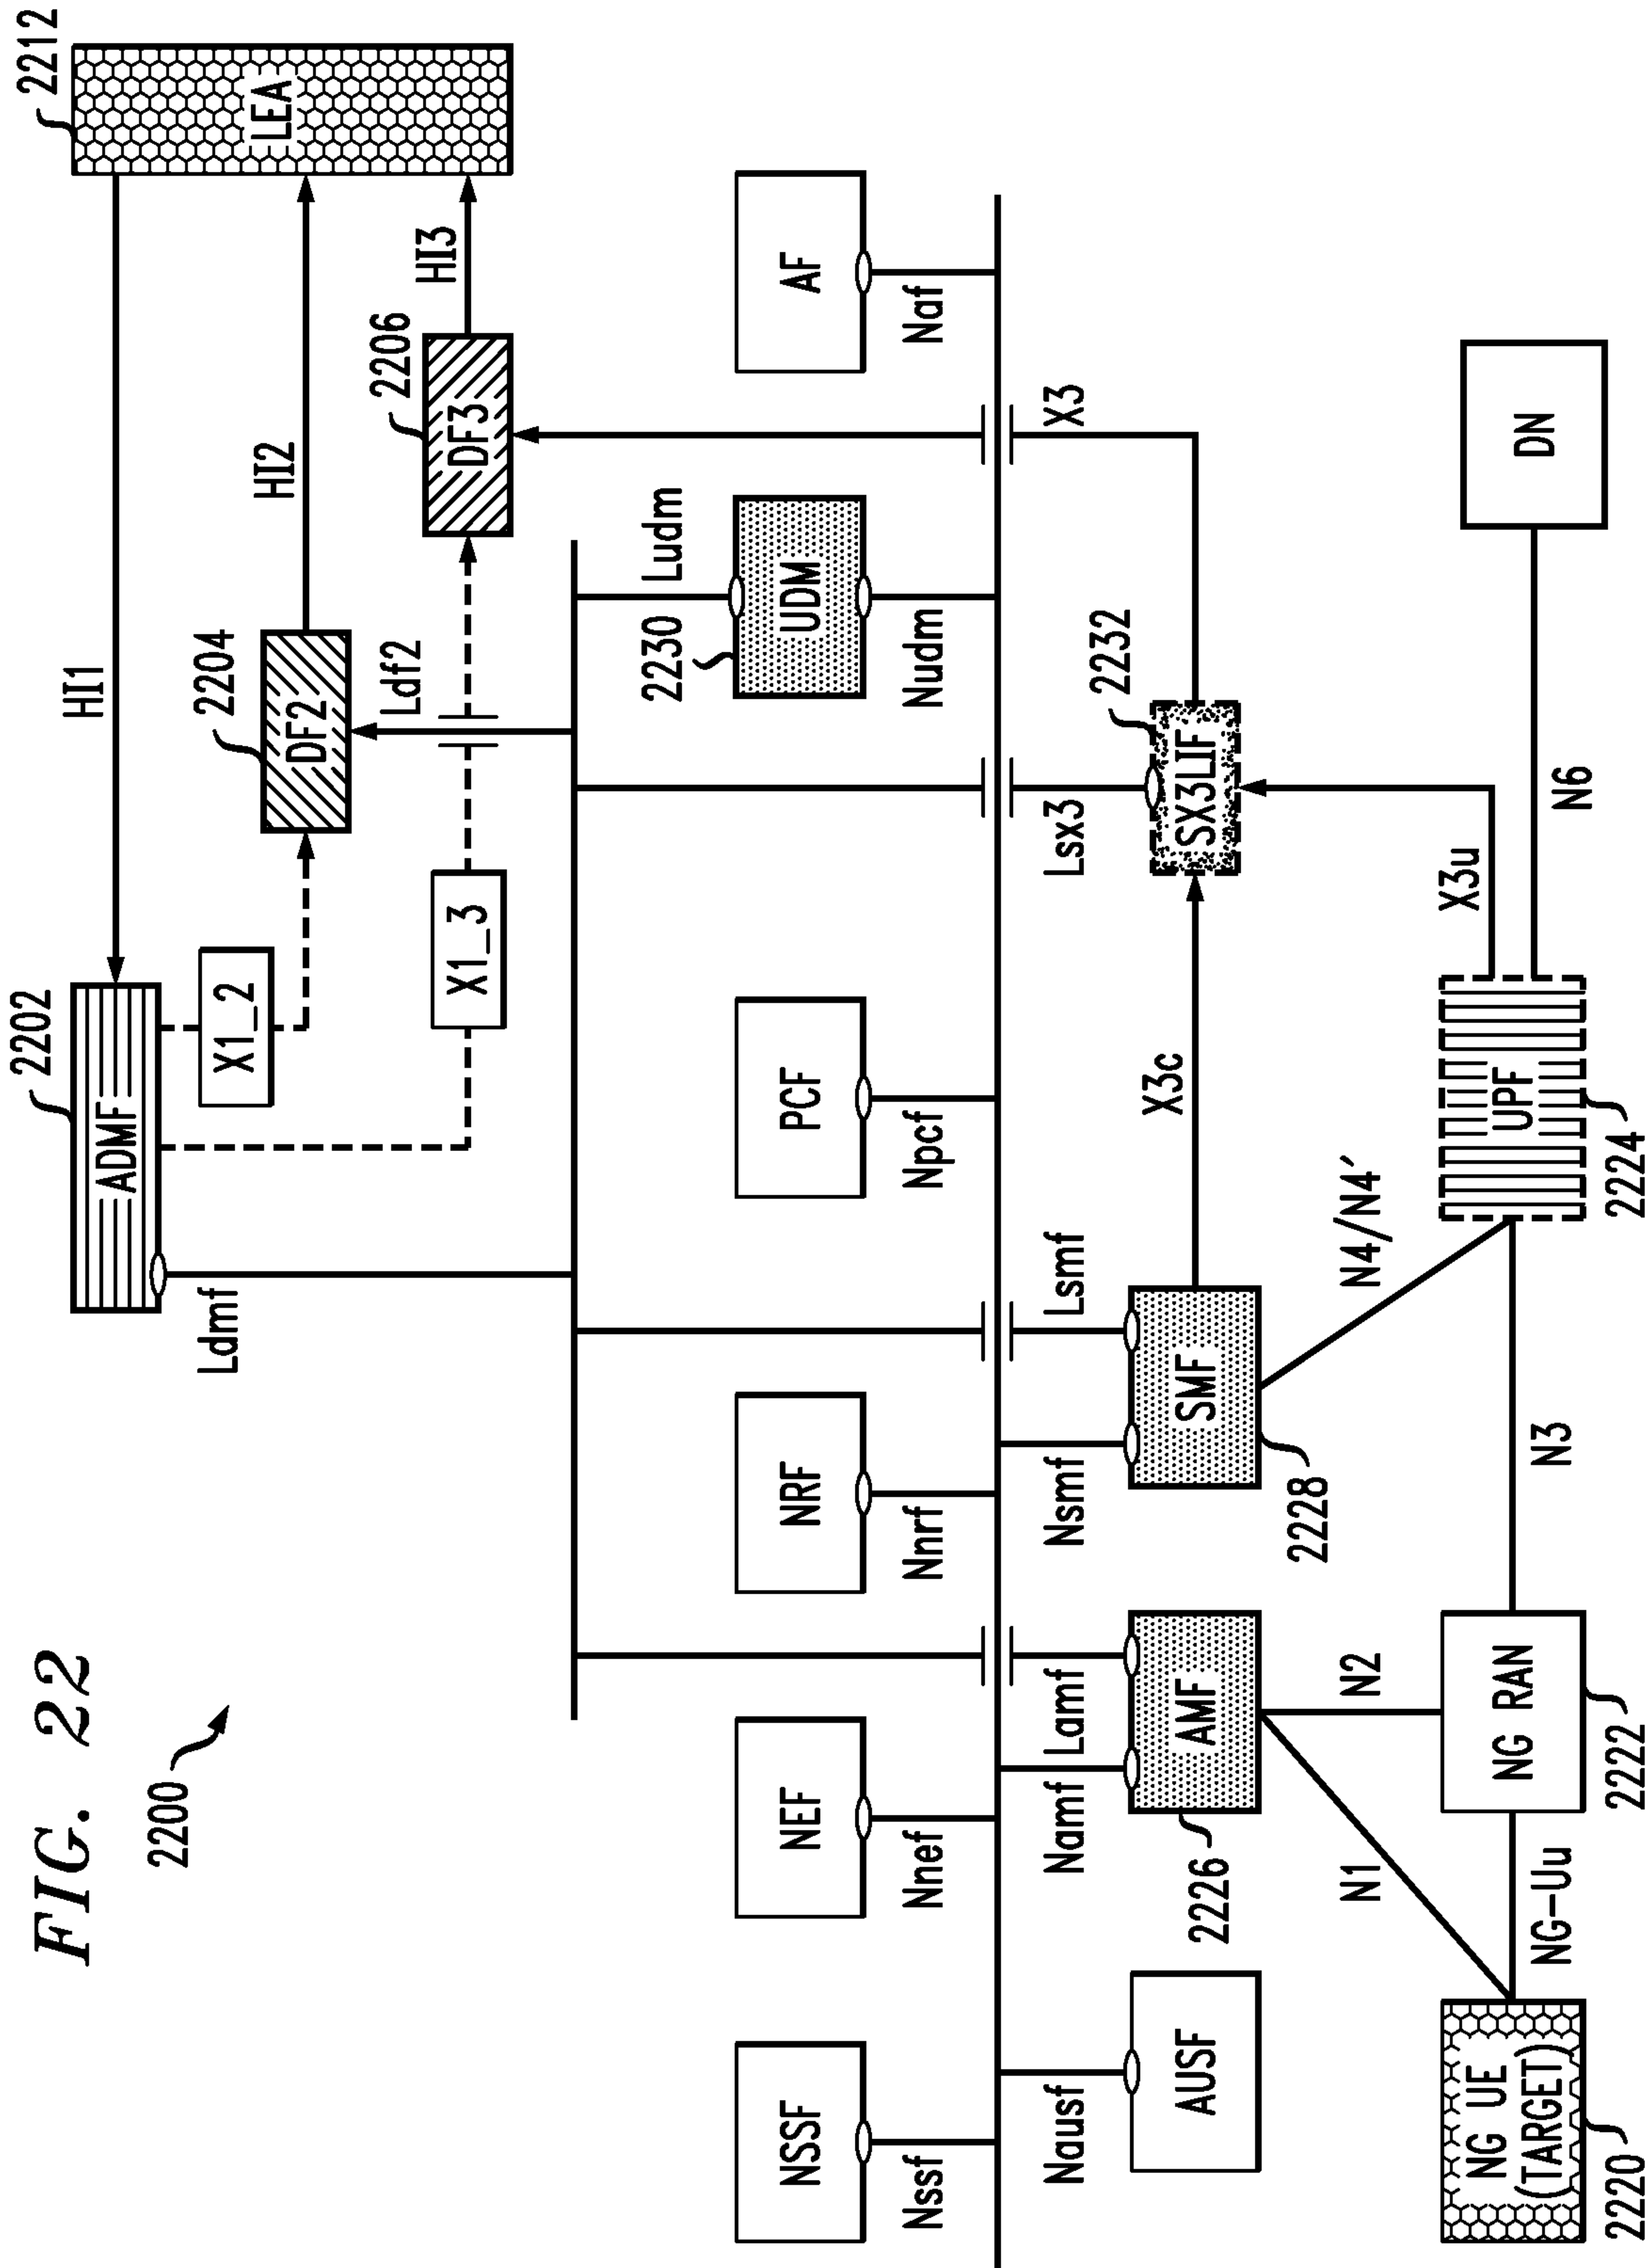 FIG. 22
2200
2202
ADMF
Ldmf
HI1
2212
LEA
X1_2
2204
DF2
HI2
X1_3
Ldf2
2206
DF3
HI3
NSSF
Nssf
NEF
Nnef
NRF
Nnrf
PCF
Npcf
2230
UDM
Ludm
Nudm
AF
Naf
Nausf
AUSF
Namf
Lamf
2226
AMF
Nsmf
Lsmf
SMF
2228
X3c
Lsx3
SX3LIF
2232
X3
N1
N2
N4/N4′
X3u
N6
NG UE
(TARGET)
2220
NG-Uu
NG RAN
2222
N3
UPF
2224
DN